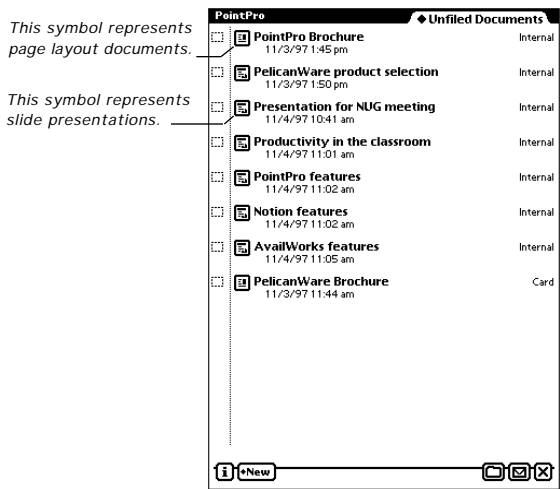 This symbol represents
page layout documents.
This symbol represents
slide presentations.
PointPro
◆Unfiled Documents
PointPro Brochure Internal
11/3/97 1:45 pm
PelicanWare product selection Internal
11/3/97 1:50 pm
Presentation for NUG meeting Internal
11/4/97 10:41 am
Productivity in the classroom Internal
11/4/97 11:01 am
PointPro features Internal
11/4/97 11:02 am
Notion features Internal
11/4/97 11:02 am
AvailWorks features Internal
11/4/97 11:05 am
PelicanWare Brochure Card
11/3/97 11:44 am
i ◆New X